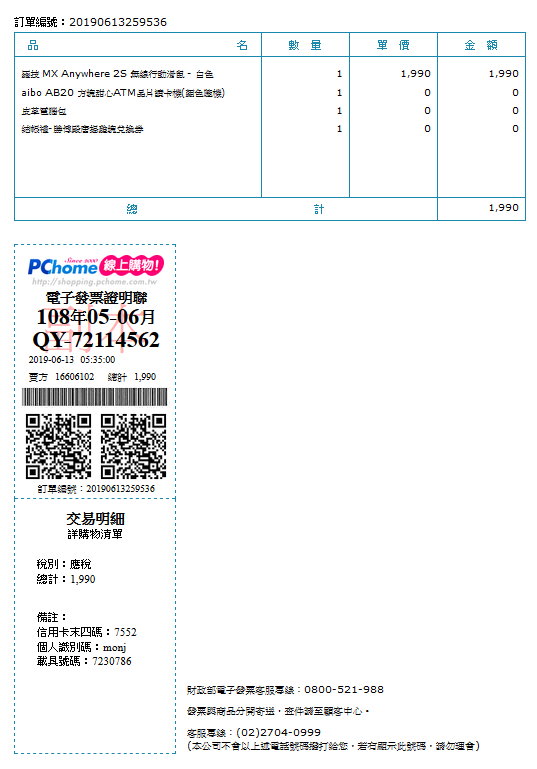 訂單編號：20190613259536
品 名 數 量 單 價 金 額
羅技 MX Anywhere 2S 無線行動滑鼠 - 白色 1 1,990 1,990
aibo AB20 方塊甜心ATM晶片讀卡機(顏色隨機) 1 0 0
皮革電腦包 1 0 0
結帳禮-勝博殿唐揚雞塊兌換券 1 0 0
總 計 1,990
Since 2000
PChome 線上購物!
http://shopping.pchome.com.tw
電子發票證明聯
副本
108年05-06月
QY-72114562
2019-06-13 05:35:00
賣方 16606102 總計 1,990
訂單編號：20190613259536
交易明細
詳購物清單
稅別：應稅
總計：1,990
備註：
信用卡末四碼：7552
個人識別碼：monj
載具號碼：7230786
財政部電子發票客服專線：0800-521-988
發票與商品分開寄送，查件請至顧客中心。
客服專線：(02)2704-0999
(本公司不會以上述電話號碼撥打給您，若有顯示此號碼，請勿理會)